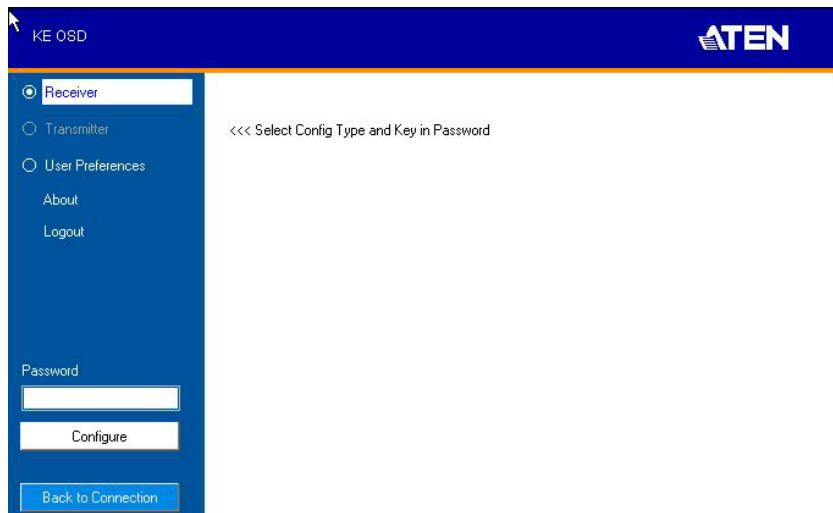 KE OSD
ATEN
Receiver
Transmitter
<<< Select Config Type and Key in Password
User Preferences
About
Logout
Password
Configure
Back to Connection